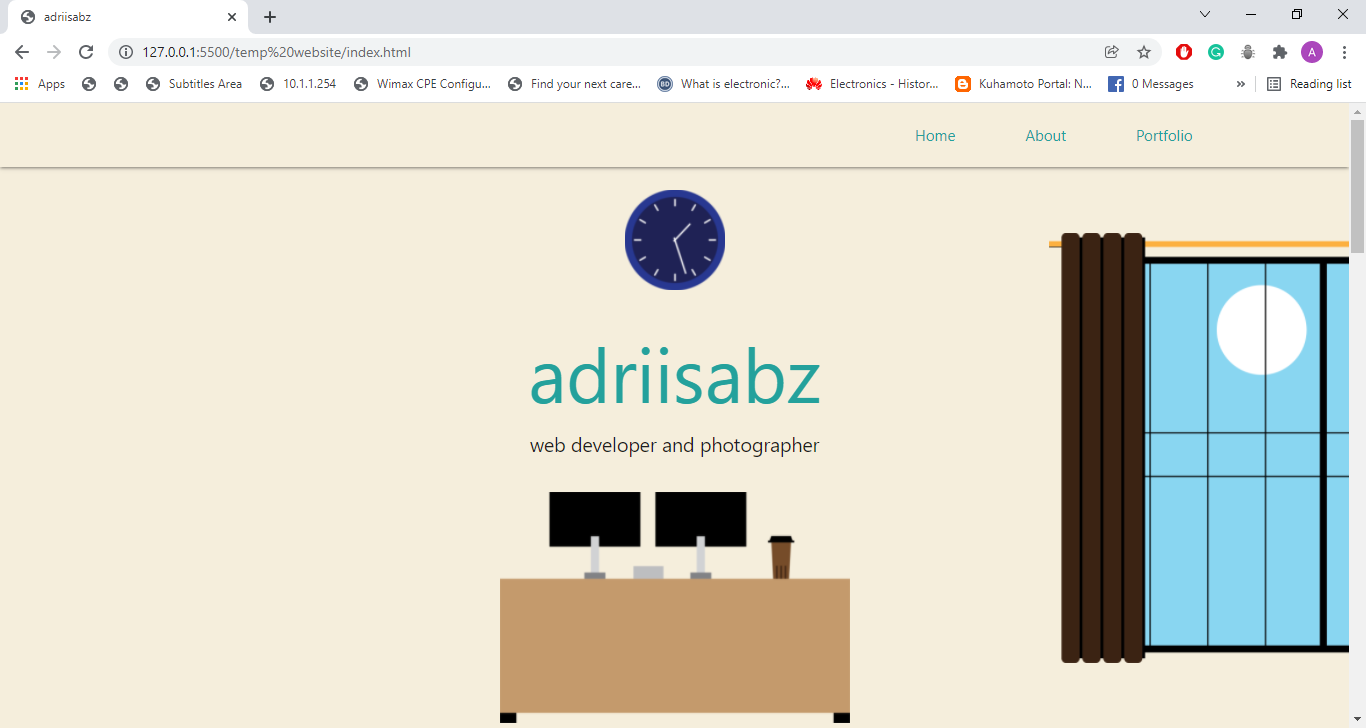 adriisabz
127.0.0.1:5500/temp%20website/index.html
A
Apps Subtitles Area 10.1.1.254 Wimax CPE Configu... Find your next care... BD What is electronic?... Electronics - Histor... Kuhamoto Portal: N... 0 Messages » Reading list
Home About Portfolio
adriisabz
web developer and photographer